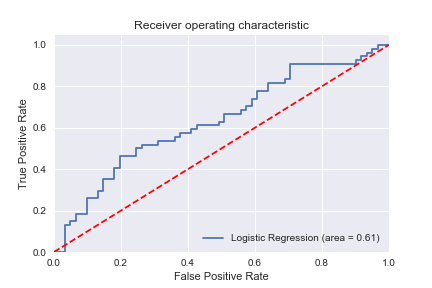 Receiver operating characteristic
True Positive Rate
1.0
0.8
0.6
0.4
0.2
0.0
Logistic Regression (area = 0.61)
0.0 0.2 0.4 0.6 0.8 1.0
False Positive Rate